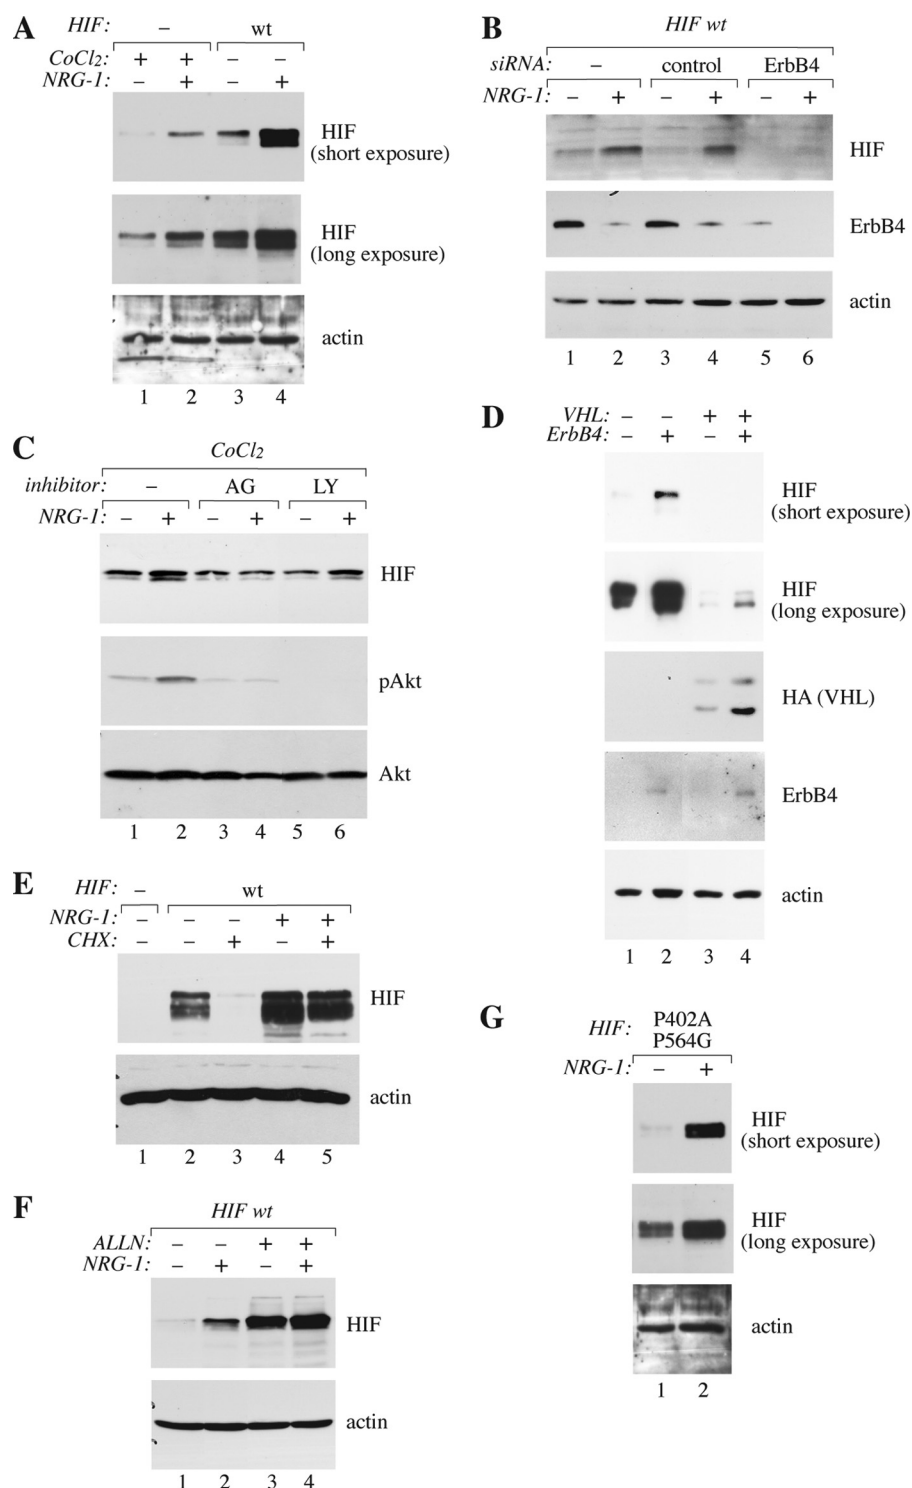 A
HIF: – wt
CoCl2: + + – –
NRG-1: – + – +
HIF
(short exposure)
HIF
(long exposure)
actin
1 2 3 4
B
HIF wt
siRNA: – control ErbB4
NRG-1: – + – + – +
HIF
ErbB4
actin
1 2 3 4 5 6
C
CoCl2
inhibitor: – AG LY
NRG-1: – + – + – +
HIF
pAkt
Akt
1 2 3 4 5 6
D
VHL: – – + +
ErbB4: – + – +
HIF
(short exposure)
HIF
(long exposure)
HA (VHL)
ErbB4
actin
1 2 3 4
E
HIF: – wt
NRG-1: – – – + +
CHX: – – + – +
HIF
actin
1 2 3 4 5
F
HIF wt
ALLN: – – + +
NRG-1: – + – +
HIF
actin
1 2 3 4
G
HIF: P402A
P564G
NRG-1: – +
HIF
(short exposure)
HIF
(long exposure)
actin
1 2